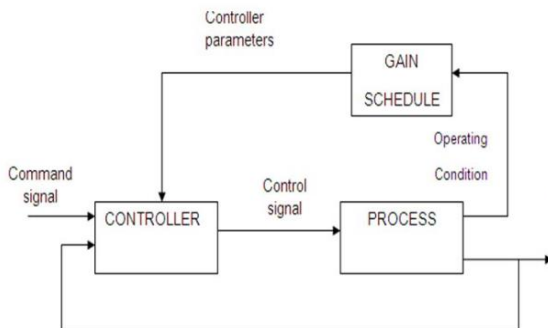 Controller
parameters
GAIN
SCHEDULE
Operating
Condition
Command
signal
Control
signal
CONTROLLER
PROCESS